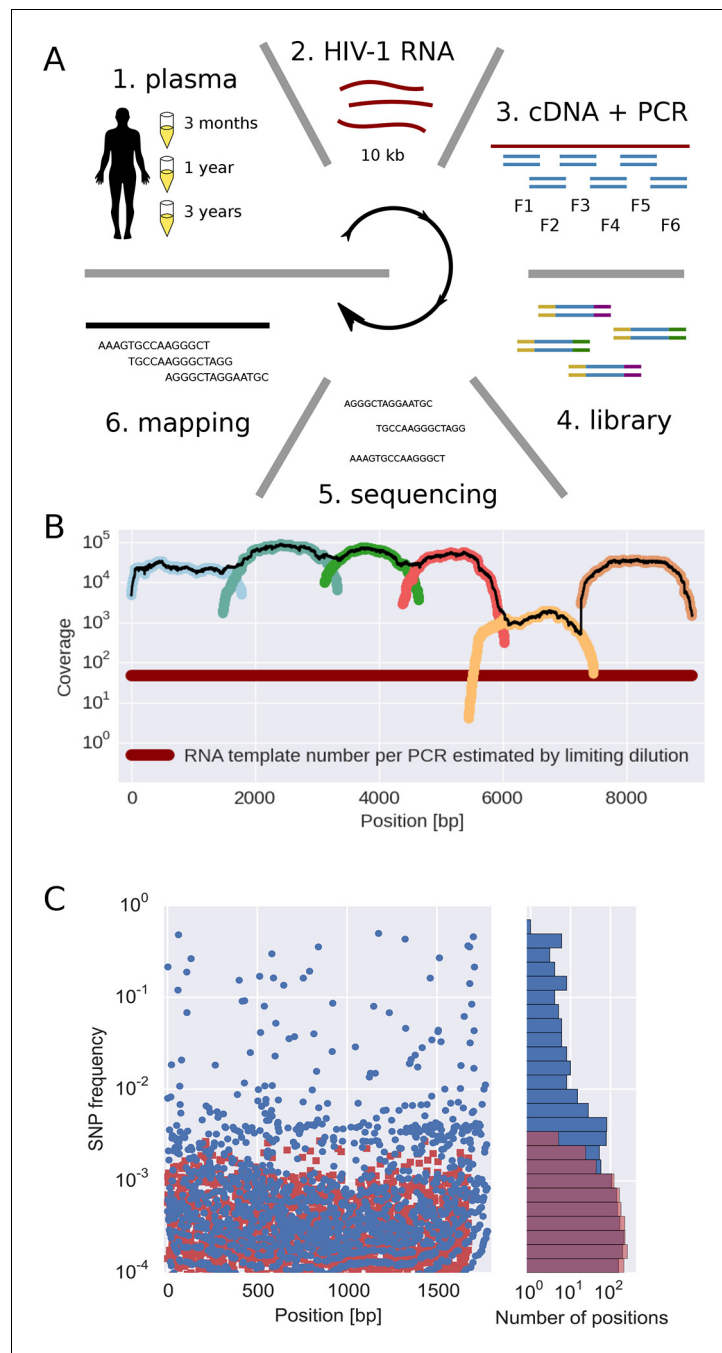 A
1. plasma
3 months
1 year
3 years
2. HIV-1 RNA
10 kb
3. cDNA + PCR
F1 F3 F5
F2 F4 F6
4. library
AGGGCTAGGAATGC
TGCCAAGGGCTAGG
AAAGTGCCAAGGGCT
5. sequencing
AAAGTGCCAAGGGCT
TGCCAAGGGCTAGG
AGGGCTAGGAATGC
6. mapping
B
10^5
10^4
10^3
10^2
10^1
10^0
Coverage
RNA template number per PCR estimated by limiting dilution
0 2000 4000 6000 8000
Position [bp]
C
10^0
10^-1
10^-2
10^-3
10^-4
SNP frequency
0 500 1000 1500
Position [bp]
10^0 10^1 10^2
Number of positions